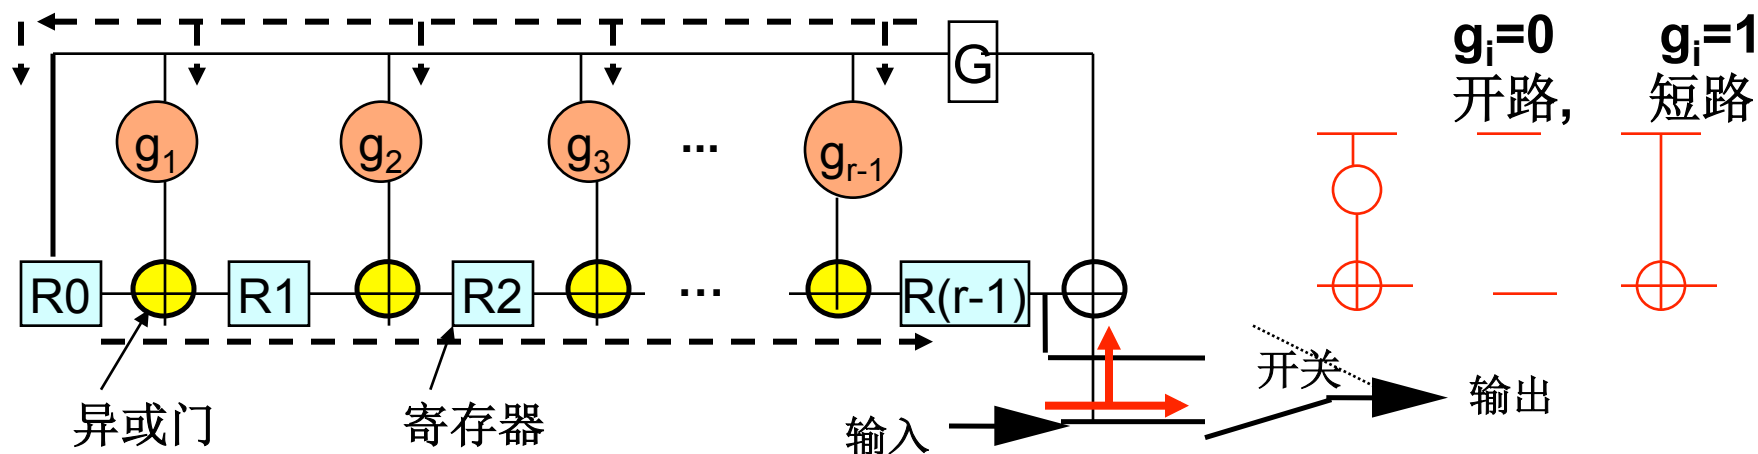 G
gᵢ=0 gᵢ=1
开路, 短路
g₁ g₂ g₃ ... gᵣ₋₁
R0 R1 R2 ... R(r-1)
开关
异或门 寄存器 输入 输出